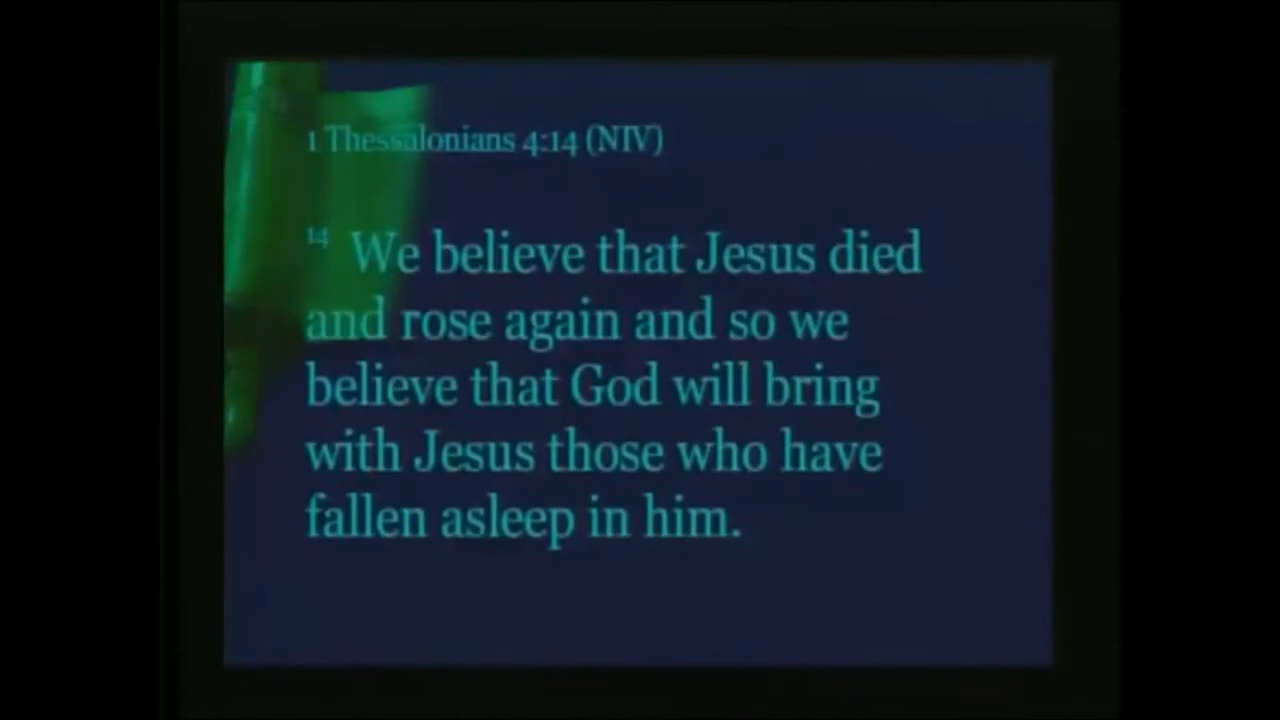 1 Thessalonians 4:14 (NIV)
14 We believe that Jesus died
and rose again and so we
believe that God will bring
with Jesus those who have
fallen asleep in him.